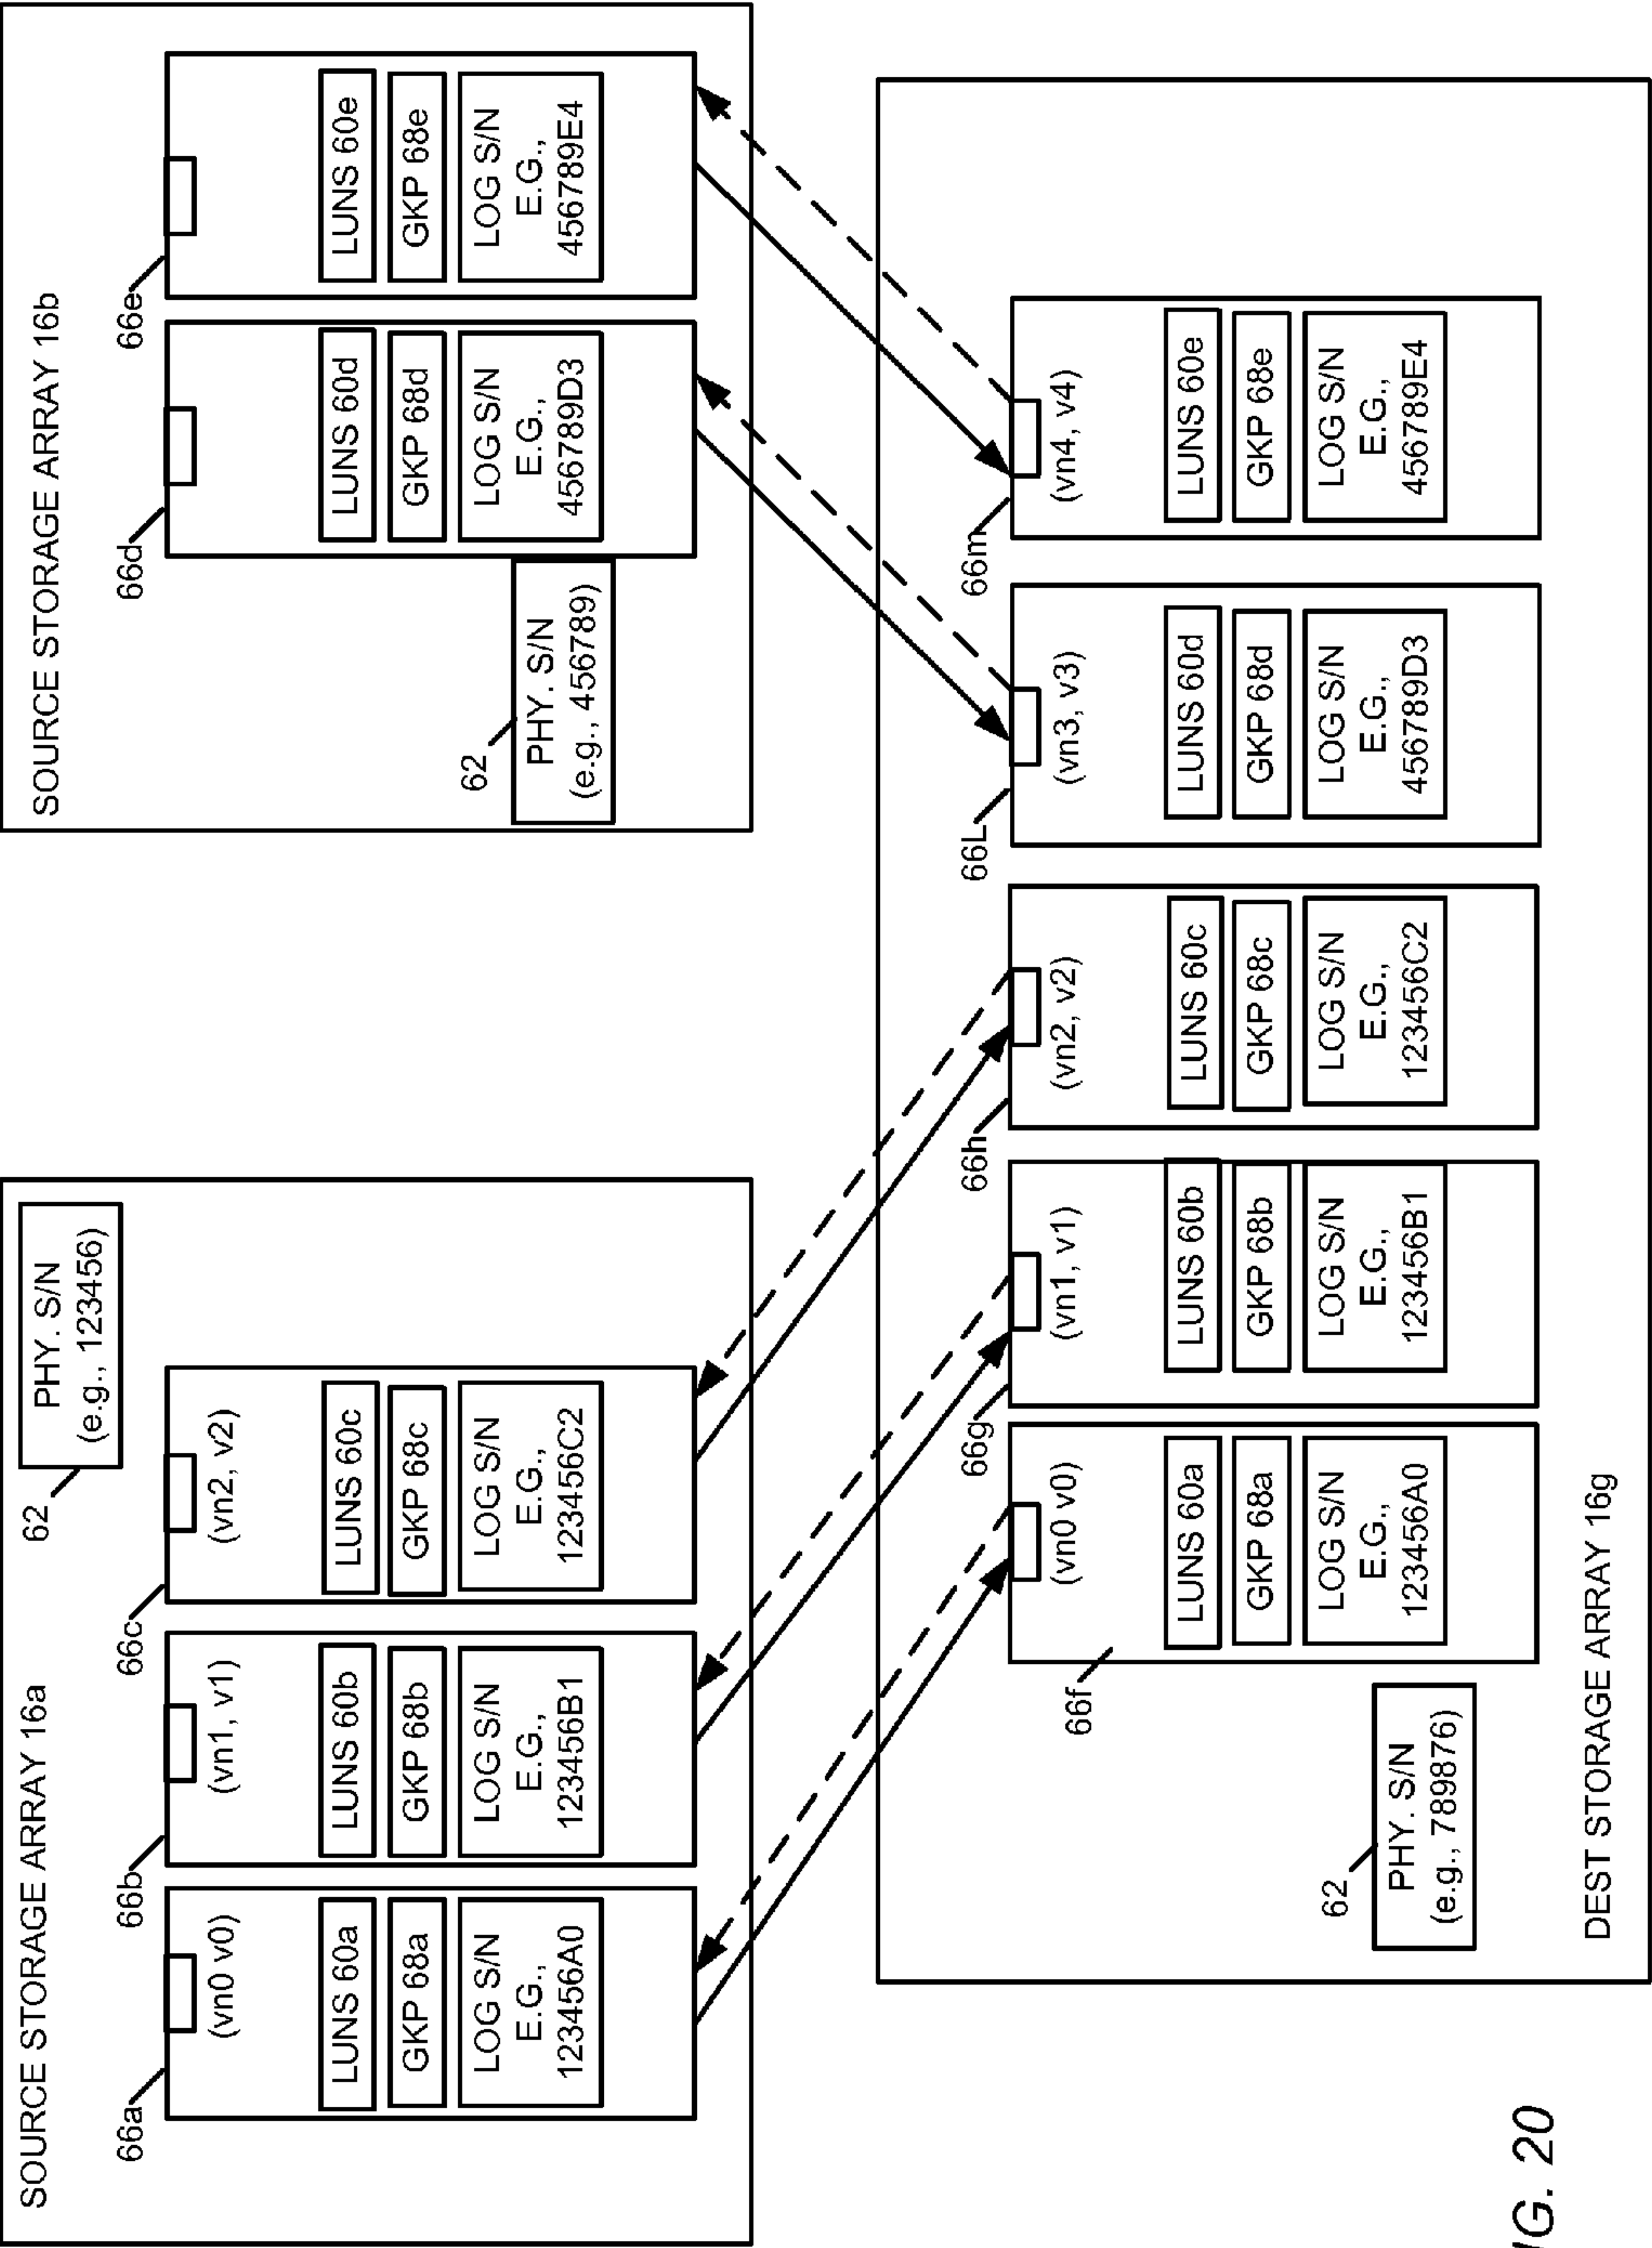 SOURCE STORAGE ARRAY 16a
62
PHY. S/N
(e.g., 123456)
66a
(vn0 v0)
LUNS 60a
GKP 68a
LOG S/N
E.G.,
123456A0
66b
(vn1, v1)
LUNS 60b
GKP 68b
LOG S/N
E.G.,
123456B1
66c
(vn2, v2)
LUNS 60c
GKP 68c
LOG S/N
E.G.,
123456C2
SOURCE STORAGE ARRAY 16b
62
PHY. S/N
(e.g., 456789)
66d
LUNS 60d
GKP 68d
LOG S/N
E.G.,
456789D3
66e
LUNS 60e
GKP 68e
LOG S/N
E.G.,
456789E4
66f
(vn0 v0)
LUNS 60a
GKP 68a
LOG S/N
E.G.,
123456A0
66g
(vn1, v1)
LUNS 60b
GKP 68b
LOG S/N
E.G.,
123456B1
66h
(vn2, v2)
LUNS 60c
GKP 68c
LOG S/N
E.G.,
123456C2
66L
(vn3, v3)
LUNS 60d
GKP 68d
LOG S/N
E.G.,
456789D3
66m
(vn4, v4)
LUNS 60e
GKP 68e
LOG S/N
E.G.,
456789E4
62
PHY. S/N
(e.g., 789876)
DEST STORAGE ARRAY 16g
IG. 20